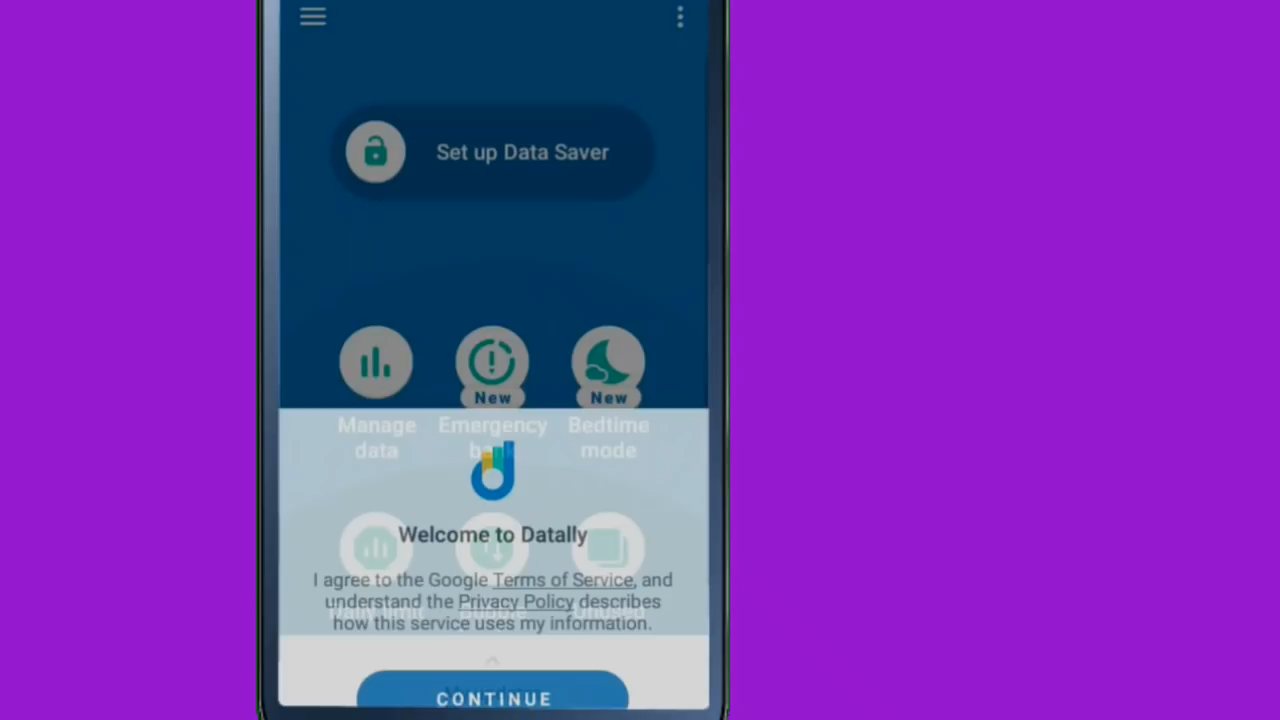 Set up Data Saver
New
New
Manage data
Emergency
Bedtime mode
Welcome to Datally
I agree to the Google Terms of Service, and
understand the Privacy Policy describes
how this service uses my information.
CONTINUE